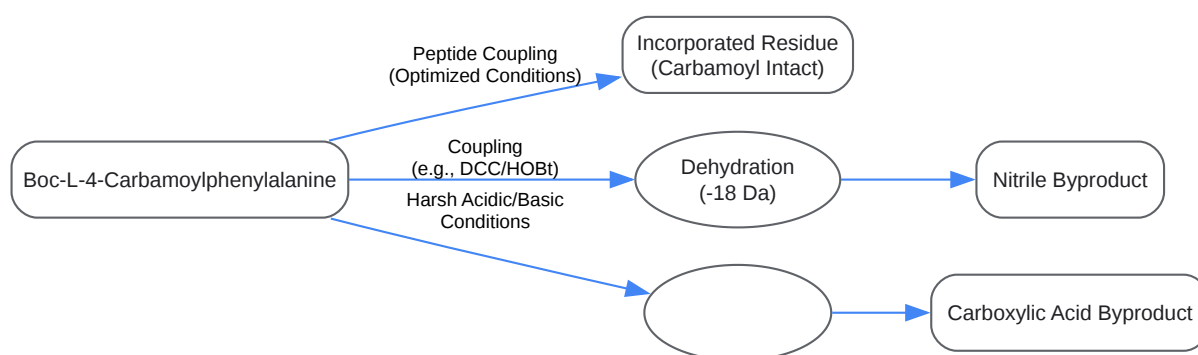 Peptide Coupling
(Optimized Conditions)
Incorporated Residue
(Carbamoyl Intact)
Boc-L-4-Carbamoylphenylalanine
Coupling
(e.g., DCC/HOBt)
Dehydration
(-18 Da)
Nitrile Byproduct
Harsh Acidic/Basic
Conditions
Carboxylic Acid Byproduct